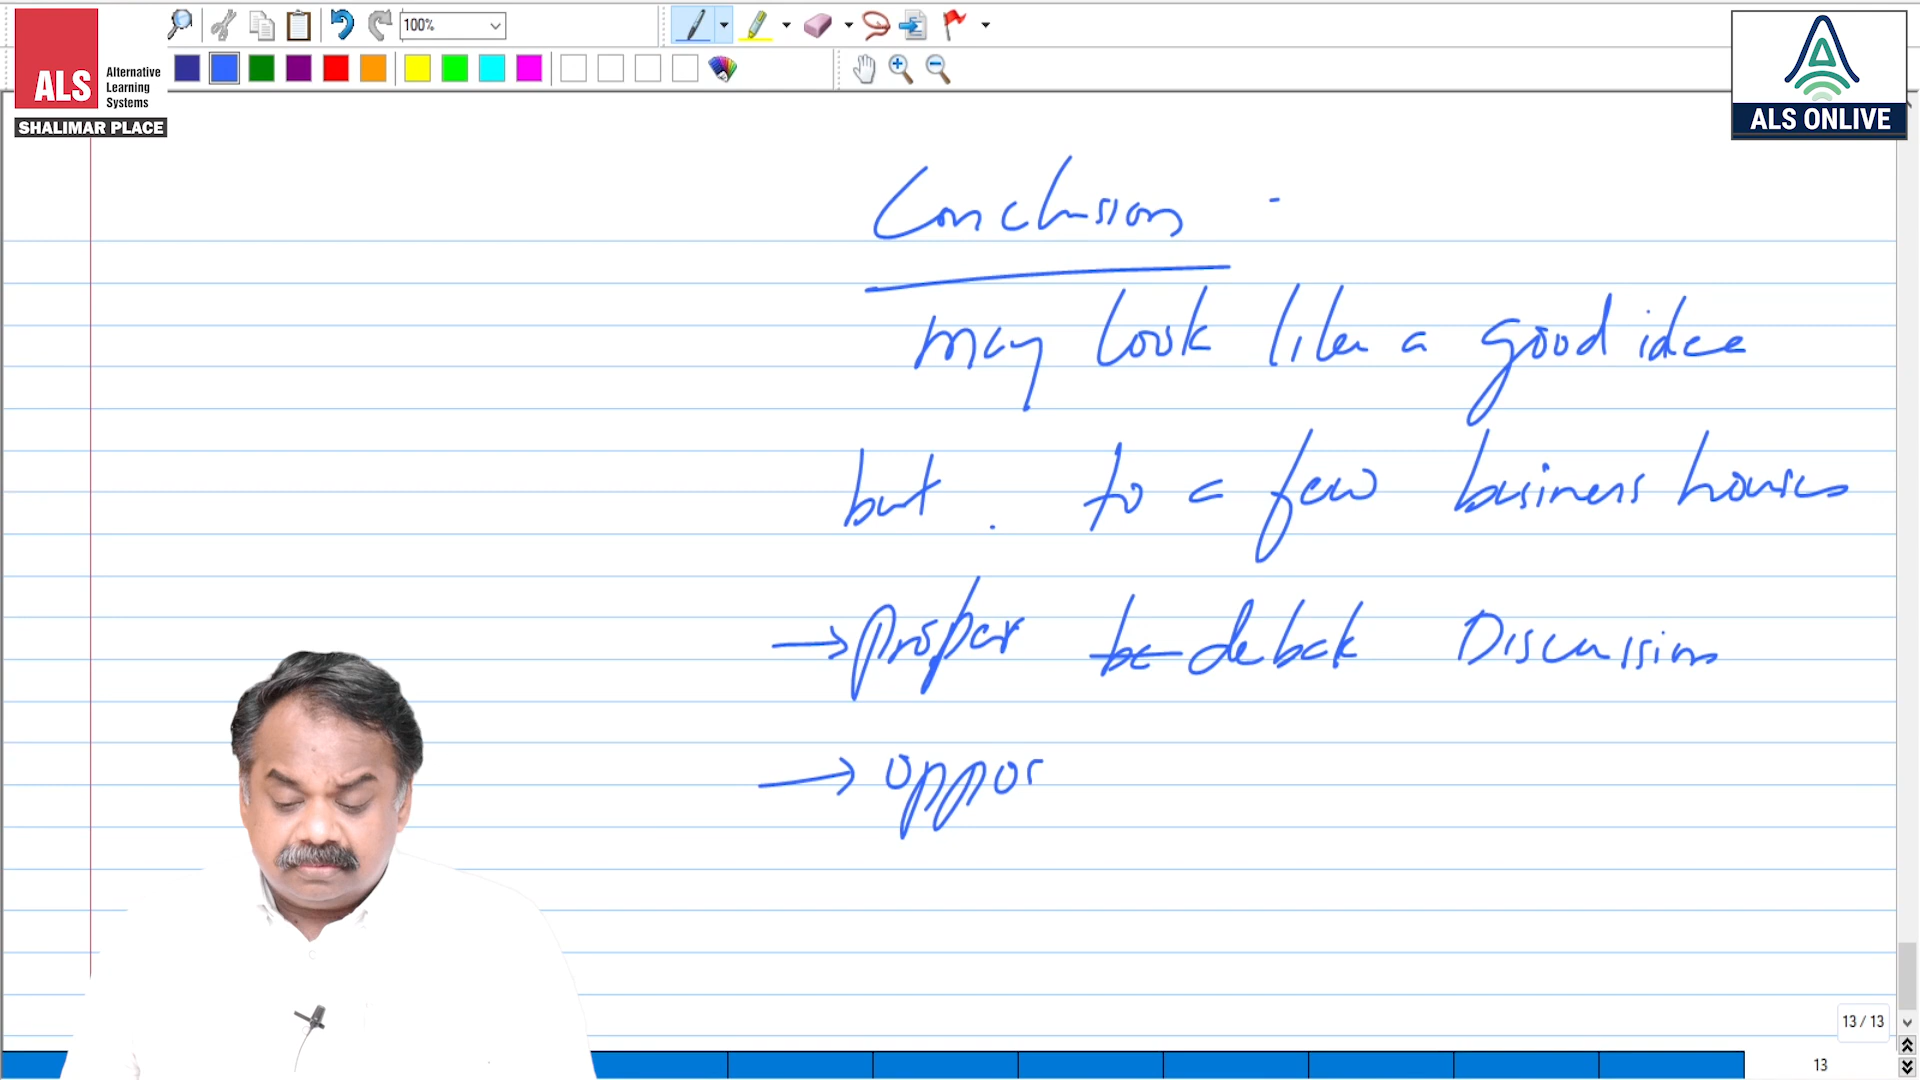 100%
ALS
Alternative
Learning
Systems
SHALIMAR PLACE
ALS ONLIVE
Conclusion
may look like a good idea
but to a few business houses
→ proper be debate Discussion
→ oppor
13 / 13
13